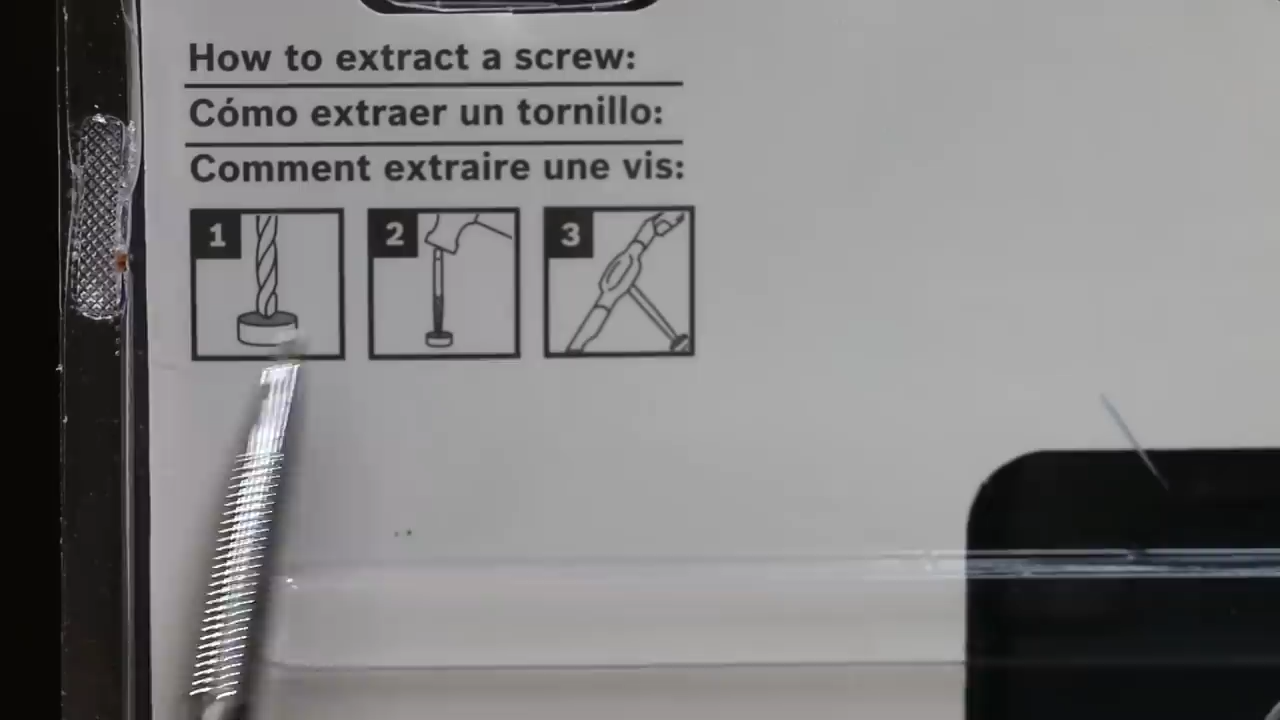 How to extract a screw:
Cómo extraer un tornillo:
Comment extraire une vis:
1 2 3